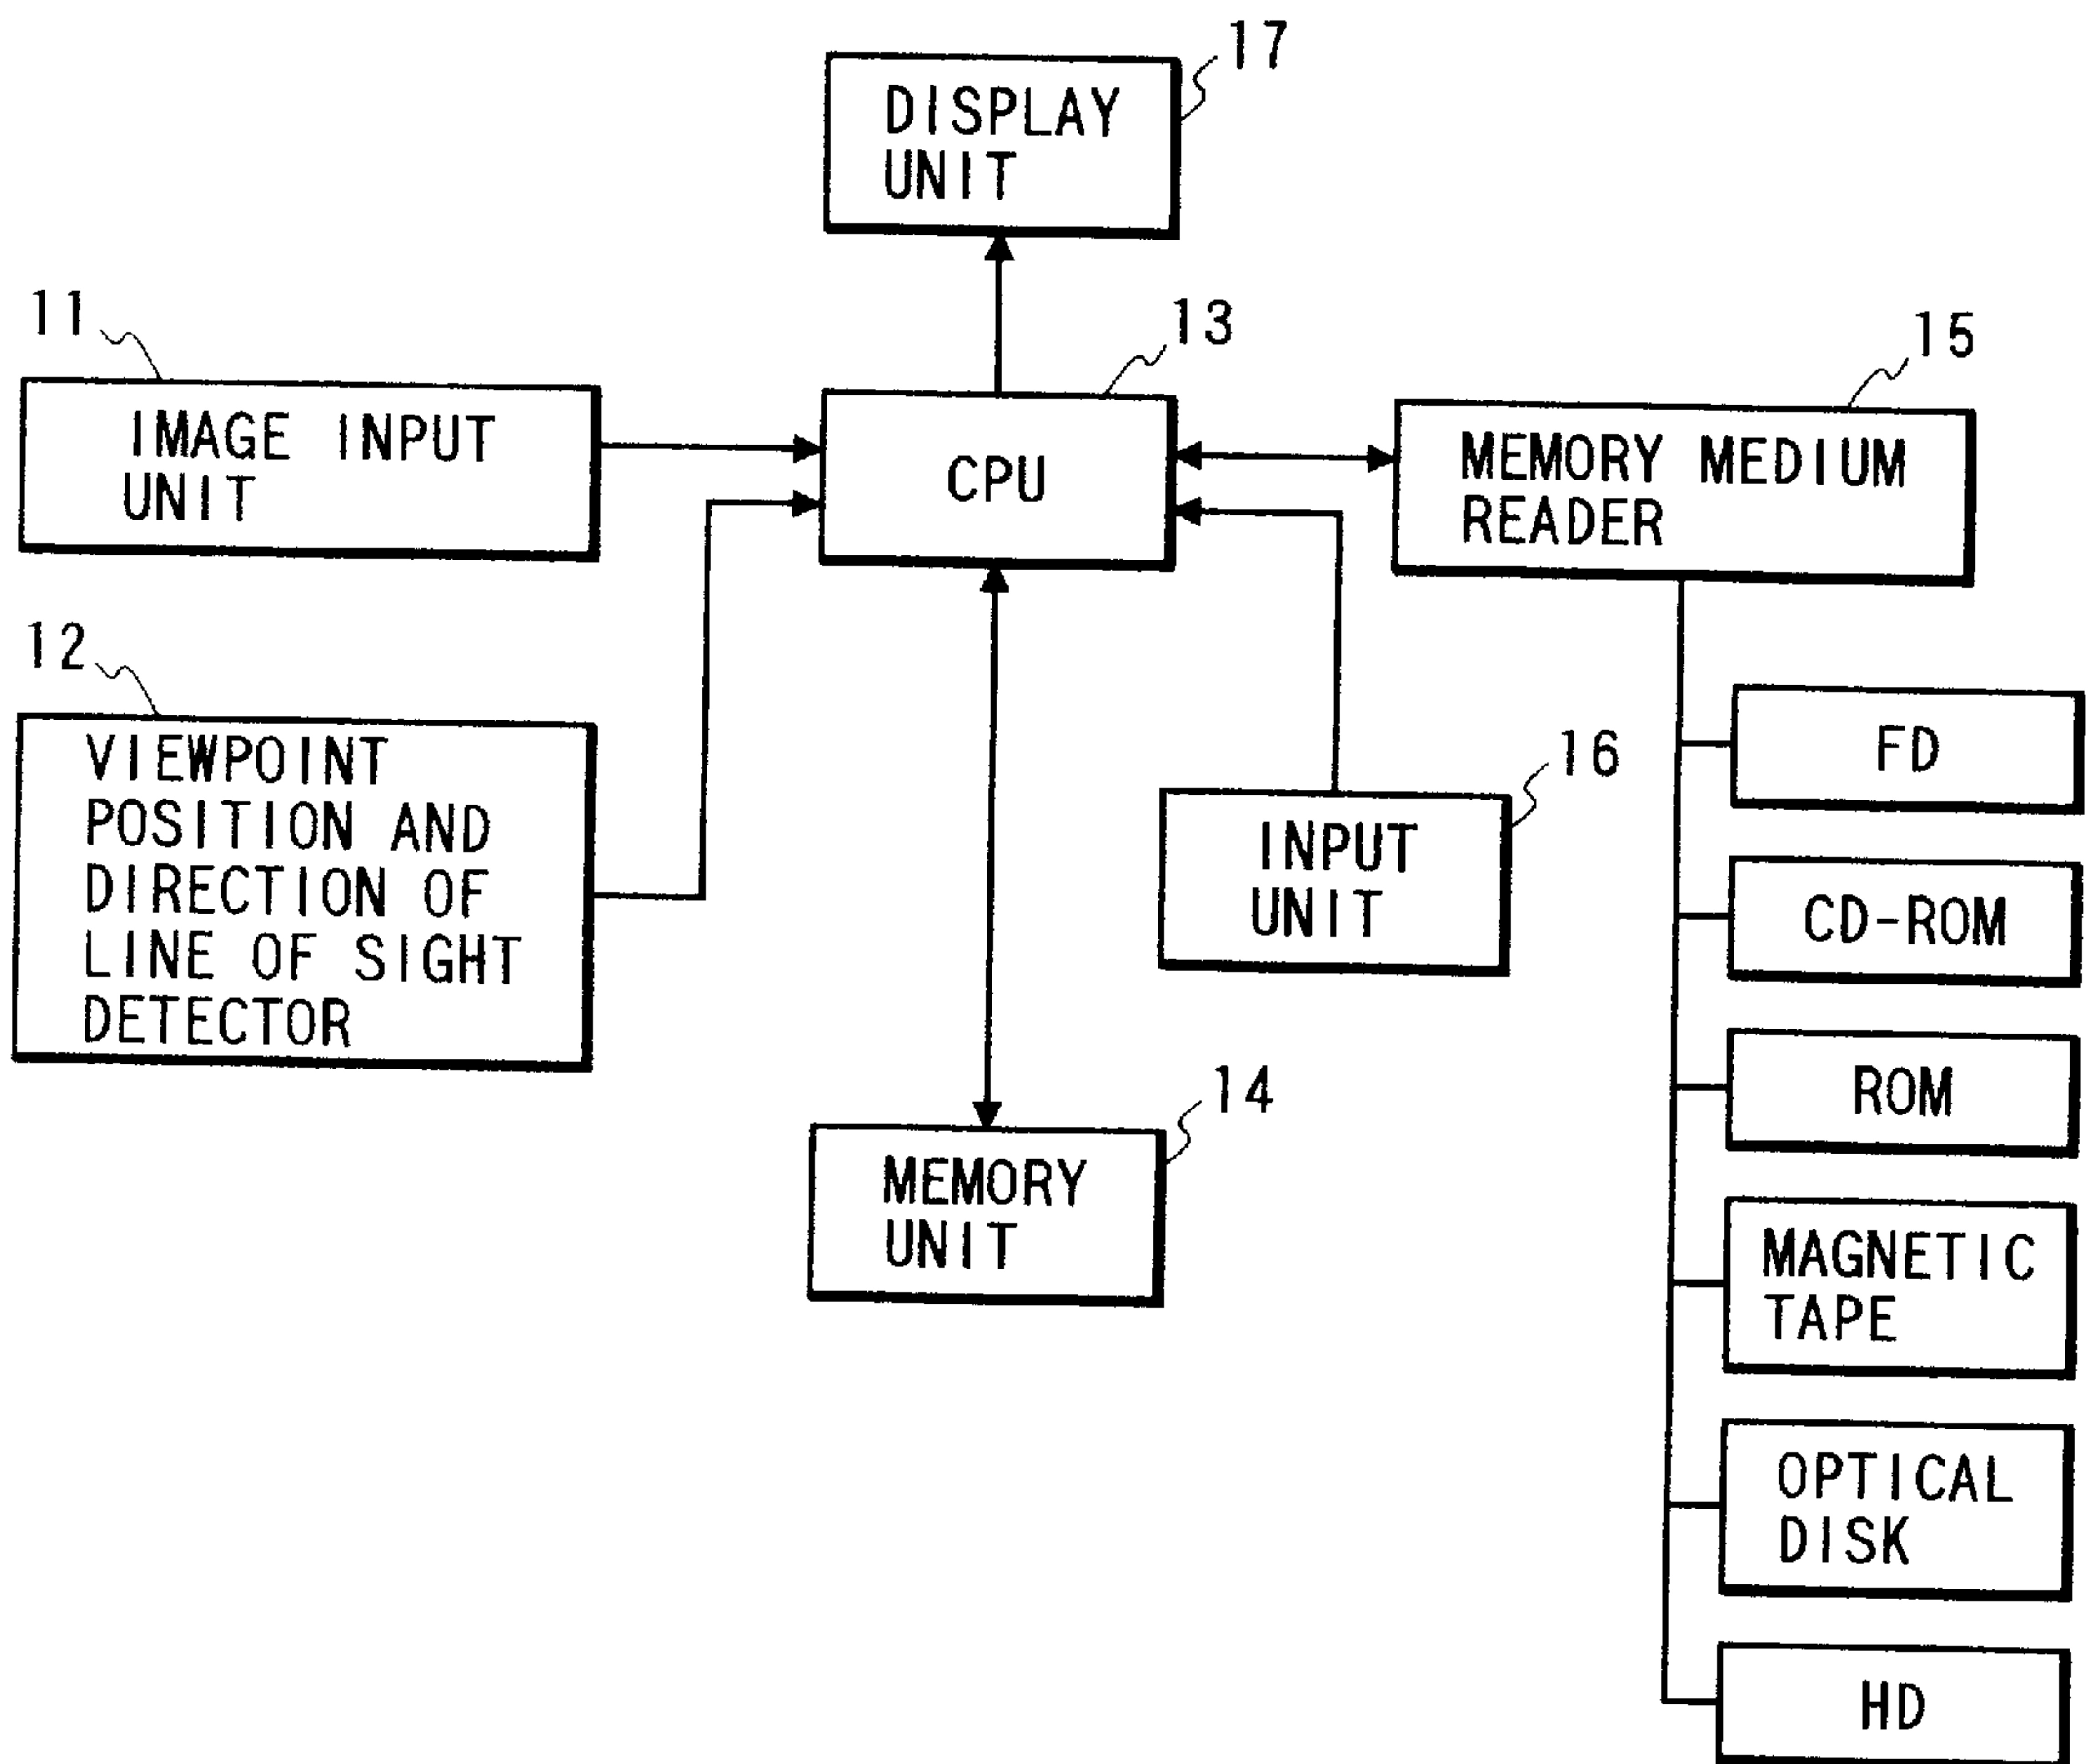 17
DISPLAY
UNIT
11
13
15
IMAGE INPUT
UNIT
CPU
MEMORY MEDIUM
READER
12
VIEWPOINT
POSITION AND
DIRECTION OF
LINE OF SIGHT
DETECTOR
16
INPUT
UNIT
14
MEMORY
UNIT
FD
CD-ROM
ROM
MAGNETIC
TAPE
OPTICAL
DISK
HD